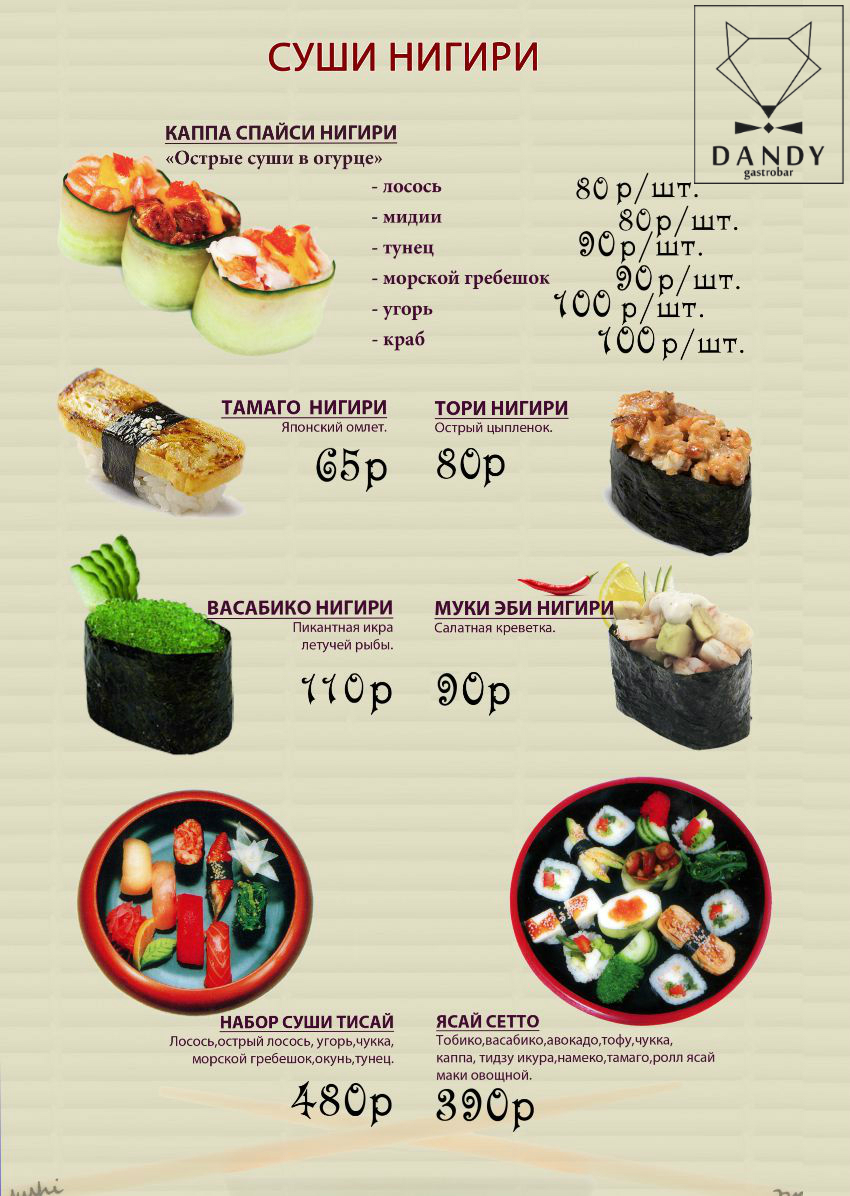 СУШИ НИГИРИ
DANDY
gastrobar
КАППА СПАЙСИ НИГИРИ
«Острые суши в огурце»
- лосось 80 р/шт.
- мидии 80р/шт.
- тунец 90р/шт.
- морской гребешок 90р/шт.
- угорь 100 р/шт.
- краб 100р/шт.
ТАМАГО НИГИРИ
Японский омлет.
65р
ТОРИ НИГИРИ
Острый цыпленок.
80р
ВАСАБИКО НИГИРИ
Пикантная икра
летучей рыбы.
110р
МУКИ ЭБИ НИГИРИ
Салатная креветка.
90р
НАБОР СУШИ ТИСАЙ
Лосось,острый лосось, угорь,чукка,
морской гребешок,окунь,тунец.
480р
ЯСАЙ СЕТТО
Тобико,васабико,авокадо,тофу,чукка,
каппа, тидзу икура,намеко,тамаго,ролл ясай
маки овощной.
390р